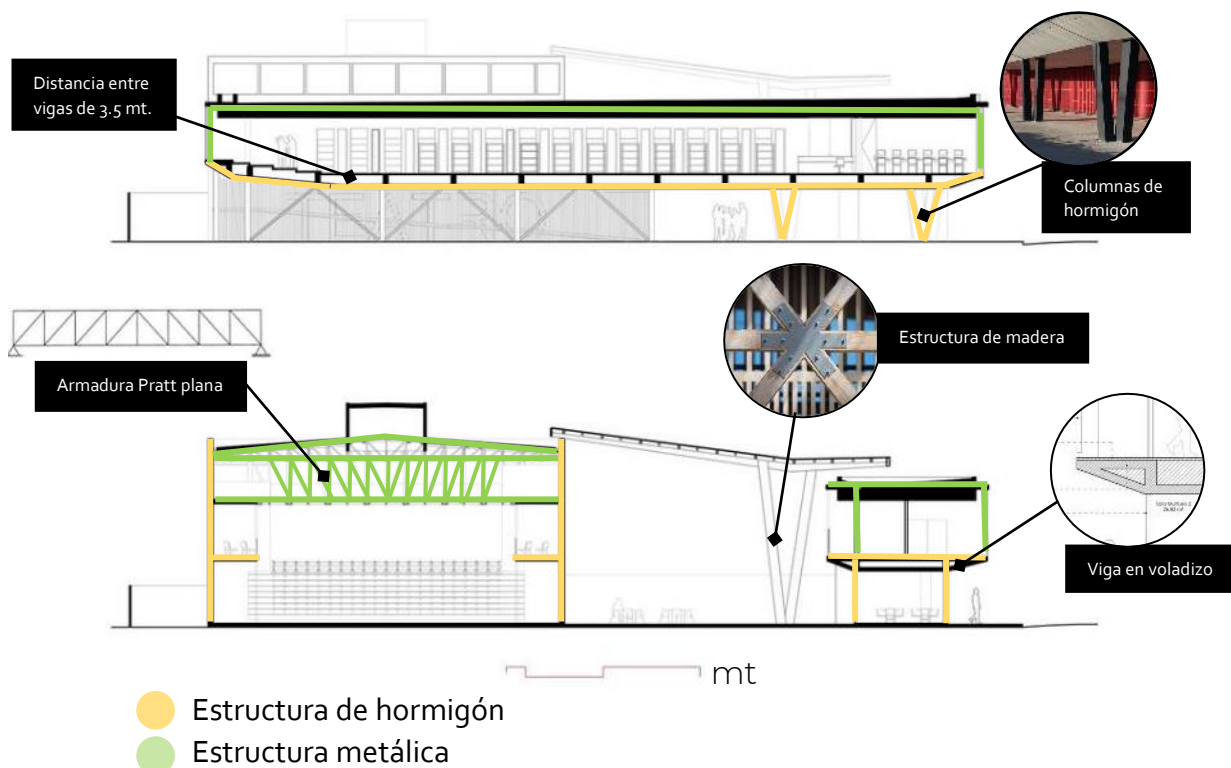 Distancia entre
vigas de 3.5 mt.
Columnas de
hormigón
Estructura de madera
Armadura Pratt plana
Viga en voladizo
mt
Estructura de hormigón
Estructura metálica